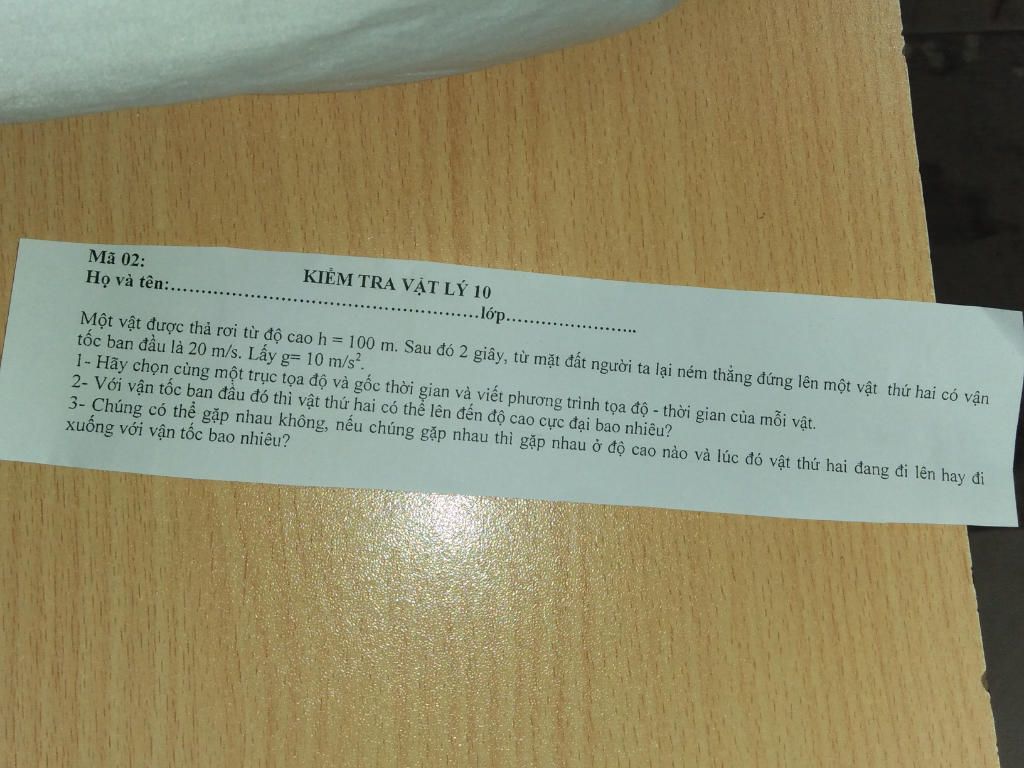 Mã 02:
KIỂM TRA VẬT LÝ 10
Họ và tên:……………………………………………lớp…………………..
Một vật được thả rơi từ độ cao h = 100 m. Sau đó 2 giây, từ mặt đất người ta lại ném thẳng đứng lên một vật thứ hai có vận
tốc ban đầu là 20 m/s. Lấy g= 10 m/s².
1- Hãy chọn cùng một trục tọa độ và gốc thời gian và viết phương trình tọa độ - thời gian của mỗi vật.
2- Với vận tốc ban đầu đó thì vật thứ hai có thể lên đến độ cao cực đại bao nhiêu?
3- Chúng có thể gặp nhau không, nếu chúng gặp nhau thì gặp nhau ở độ cao nào và lúc đó vật thứ hai đang đi lên hay đi
xuống với vận tốc bao nhiêu?